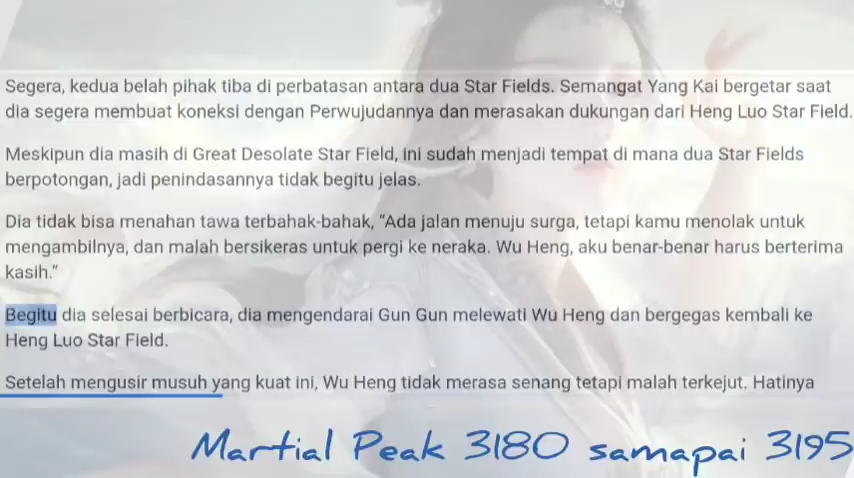 Segera, kedua belah pihak tiba di perbatasan antara dua Star Fields. Semangat Yang Kai bergetar saat
dia segera membuat koneksi dengan Perwujudannya dan merasakan dukungan dari Heng Luo Star Field.
Meskipun dia masih di Great Desolate Star Field, ini sudah menjadi tempat di mana dua Star Fields
berpotongan, jadi penindasannya tidak begitu jelas.
Dia tidak bisa menahan tawa terbahak-bahak, “Ada jalan menuju surga, tetapi kamu menolak untuk
mengambilnya, dan malah bersikeras untuk pergi ke neraka. Wu Heng, aku benar-benar harus berterima
kasih.”
Begitu dia selesai berbicara, dia mengendarai Gun Gun melewati Wu Heng dan bergegas kembali ke
Heng Luo Star Field.
Setelah mengusir musuh yang kuat ini, Wu Heng tidak merasa senang tetapi malah terkejut. Hatinya
Martial Peak 3180 samapai 3195